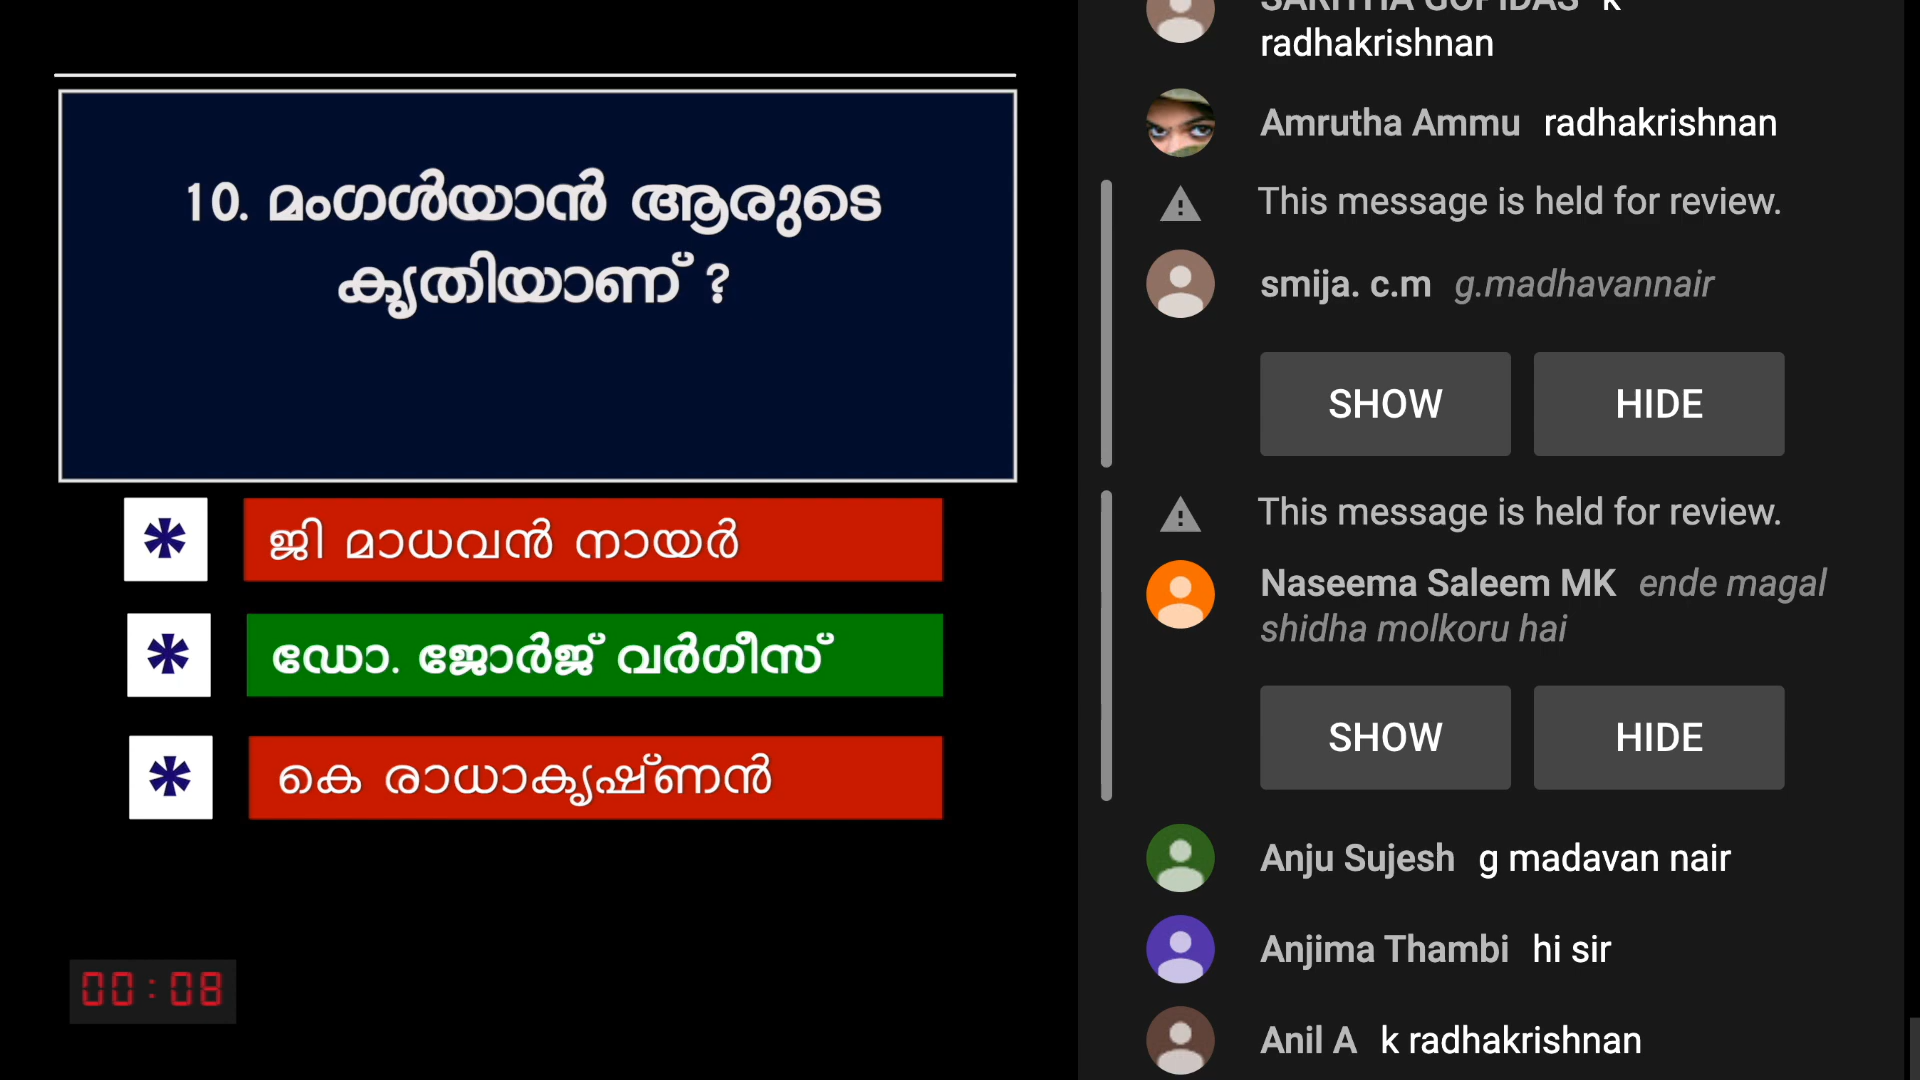 10. മംഗൾയാൻ ആരുടെ
കൃതിയാണ് ?
* ജി മാധവൻ നായർ
* ഡോ. ജോർജ് വർഗീസ്
* കെ രാധാകൃഷ്ണൻ
00:08
SARITHA GOPIDAS k
radhakrishnan
Amrutha Ammu radhakrishnan
This message is held for review.
smija. c.m g.madhavannair
SHOW HIDE
This message is held for review.
Naseema Saleem MK ende magal
shidha molkoru hai
SHOW HIDE
Anju Sujesh g madavan nair
Anjima Thambi hi sir
Anil A k radhakrishnan